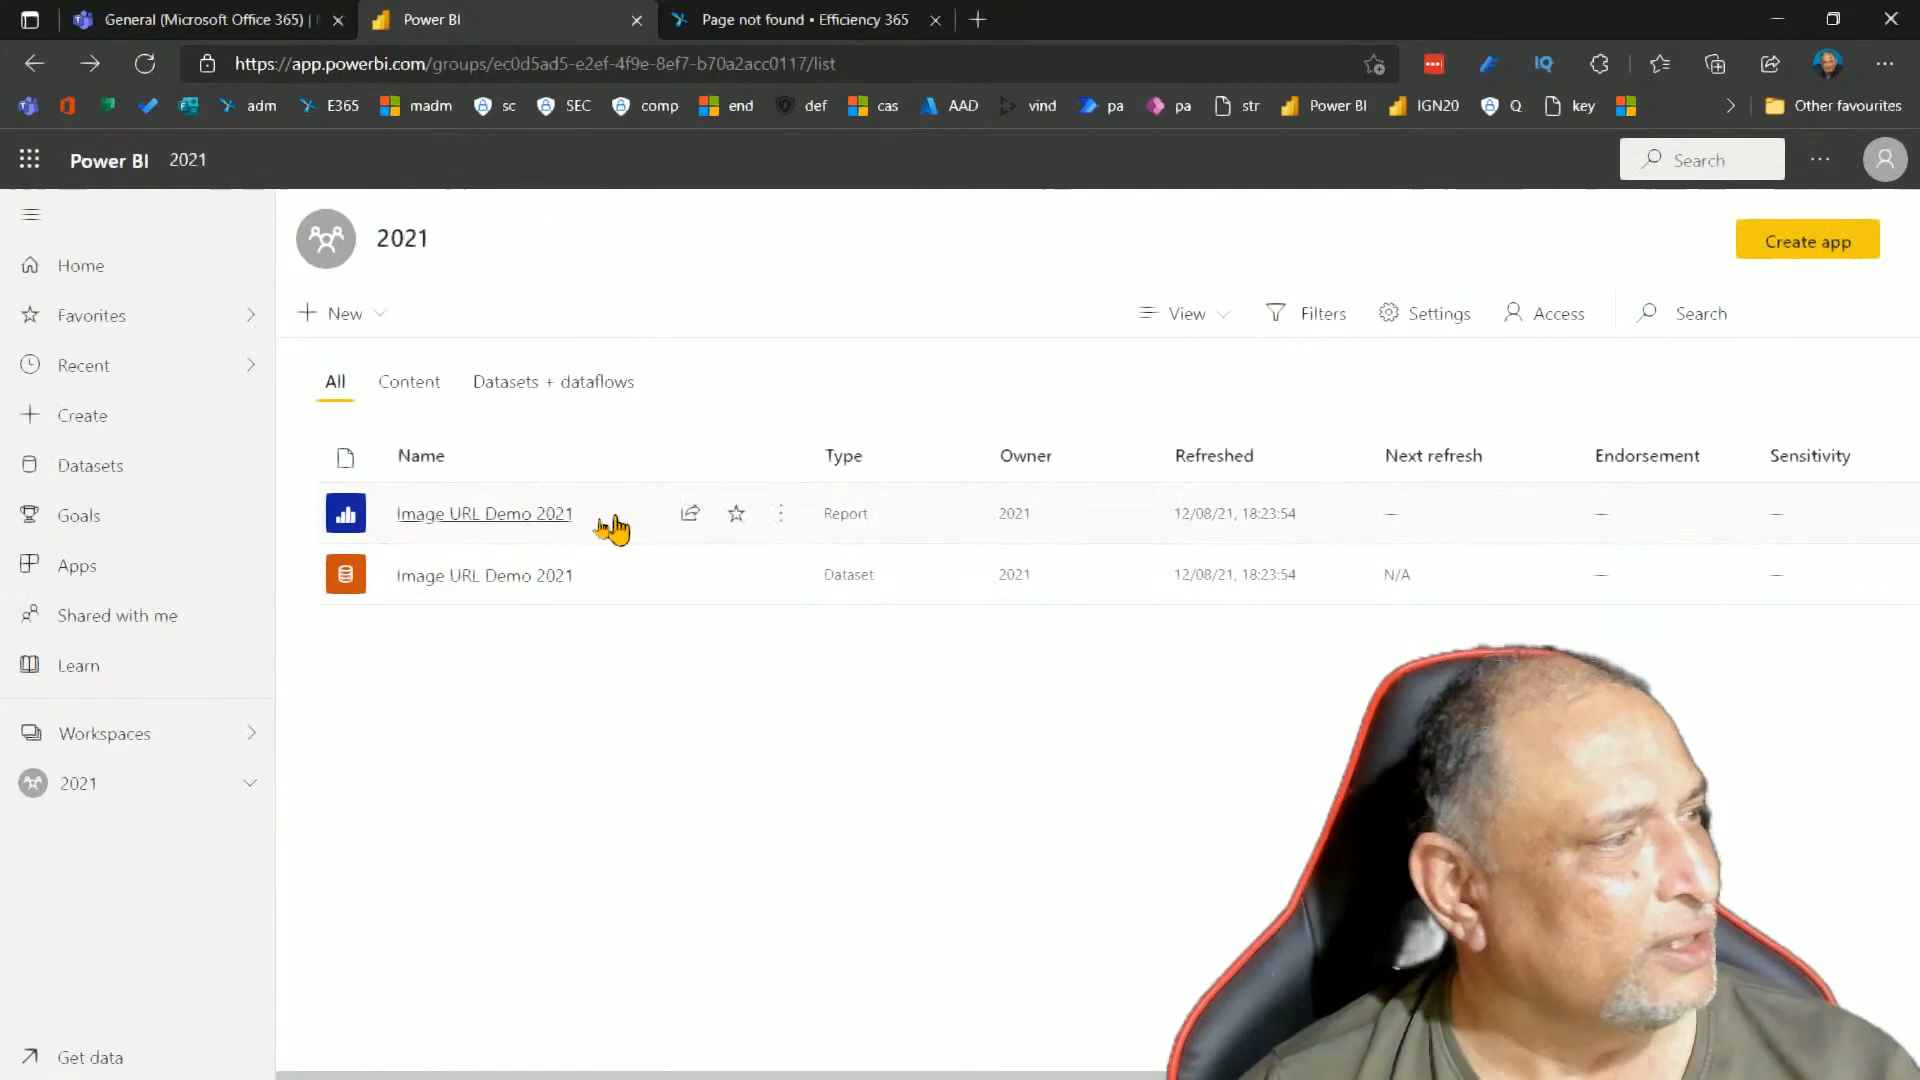 General (Microsoft Office 365) |
Power BI
Page not found • Efficiency 365
https://app.powerbi.com/groups/ec0d5ad5-e2ef-4f9e-8ef7-b70a2acc0117/list
adm E365 madm sc SEC comp end def cas AAD vind pa pa str Power BI IGN20 Q key Other favourites
Power BI 2021 Search
2021 Create app
New View Filters Settings Access Search
Home
Favorites
Recent
Create
Datasets
Goals
Apps
Shared with me
Learn
Workspaces
2021
Get data
All Content Datasets + dataflows
Name Type Owner Refreshed Next refresh Endorsement Sensitivity
Image URL Demo 2021 Report 2021 12/08/21, 18:23:54 — — —
Image URL Demo 2021 Dataset 2021 12/08/21, 18:23:54 N/A — —